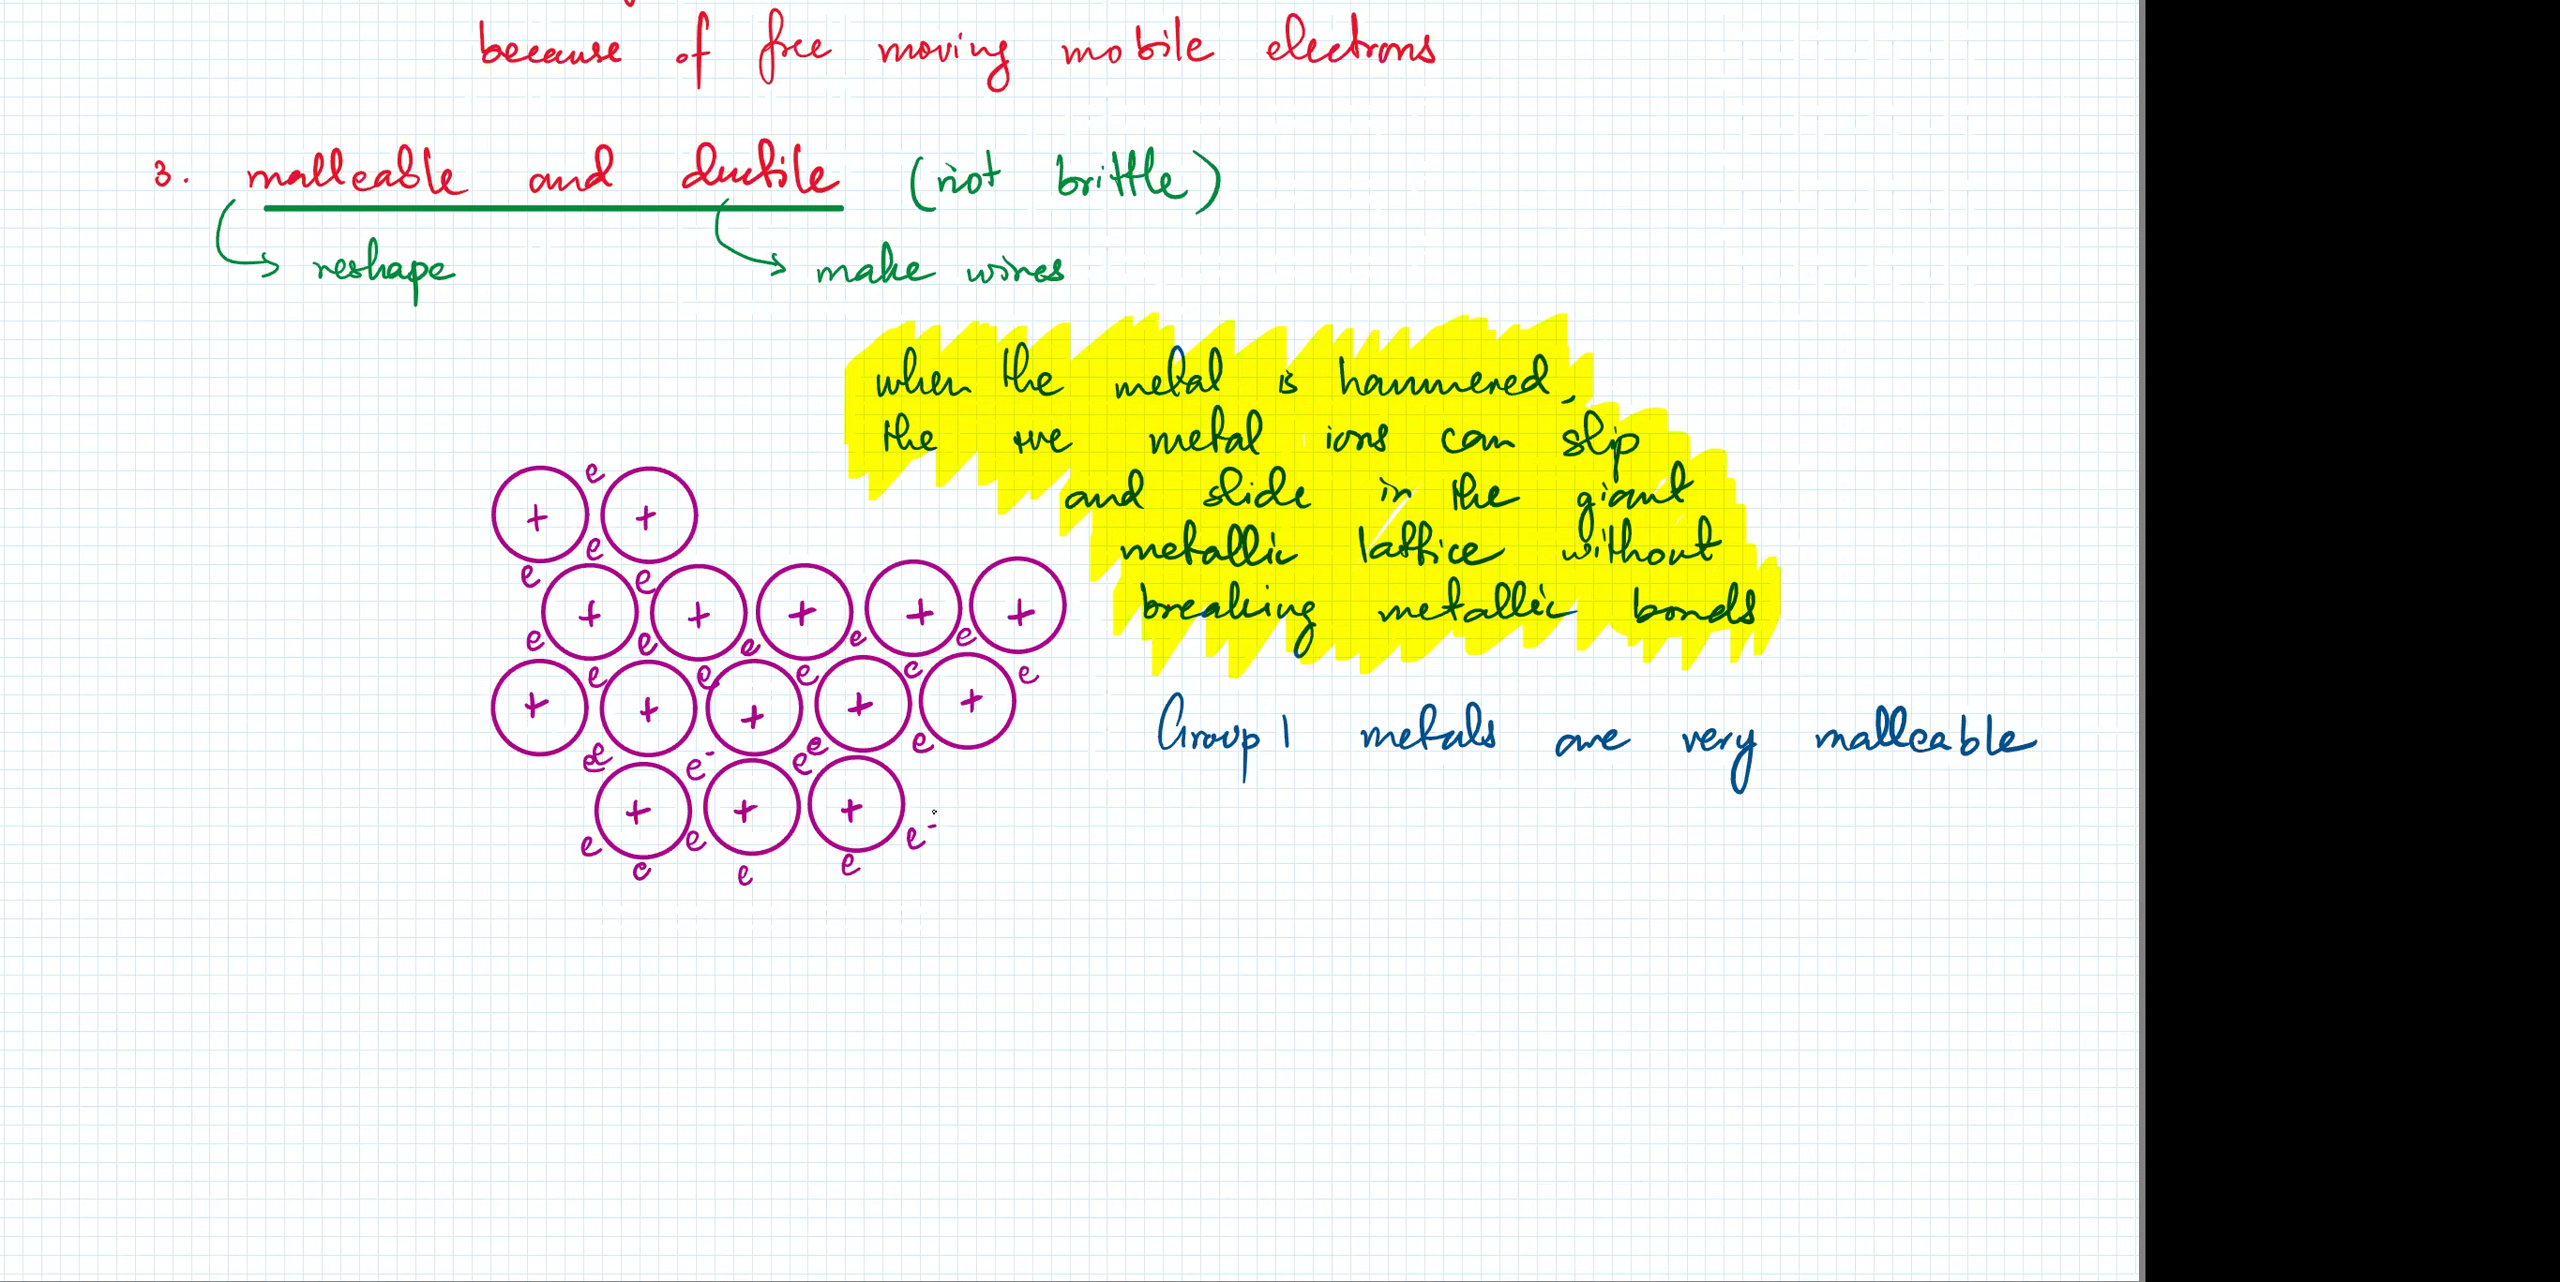 because of free moving mobile electrons
3. malleable and ductile (not brittle)
reshape
make wires
when the metal is hammered,
the +ve metal ions can slip
and slide in the giant
metallic lattice without
breaking metallic bonds
Group 1 metals are very malleable
e
+ +
e
e e
+ + + + +
e e e e e
e e e c e
+ + + + +
e e
e e⁻ e
+ + +
e e e⁻
c e e